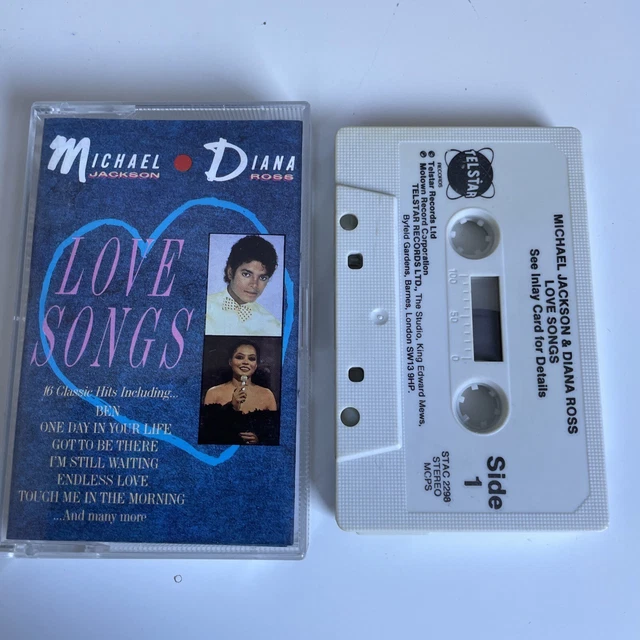 MICHAEL
JACKSON
DIANA
ROSS
LOVE
SONGS
16 Classic Hits Including...
BEN
ONE DAY IN YOUR LIFE
GOT TO BE THERE
I'M STILL WAITING
ENDLESS LOVE
TOUCH ME IN THE MORNING
...And many more
TELSTAR
RECORDS
℗ Telstar Records Ltd
© Motown Record Corporation
TELSTAR RECORDS LTD., The Studio, King Edward Mews,
Byfeld Gardens, Barnes, London SW13 9HP.
100 50 0
MICHAEL JACKSON & DIANA ROSS
LOVE SONGS
See Inlay Card for Details
STAC 2298
STEREO
MCPS
Side
1